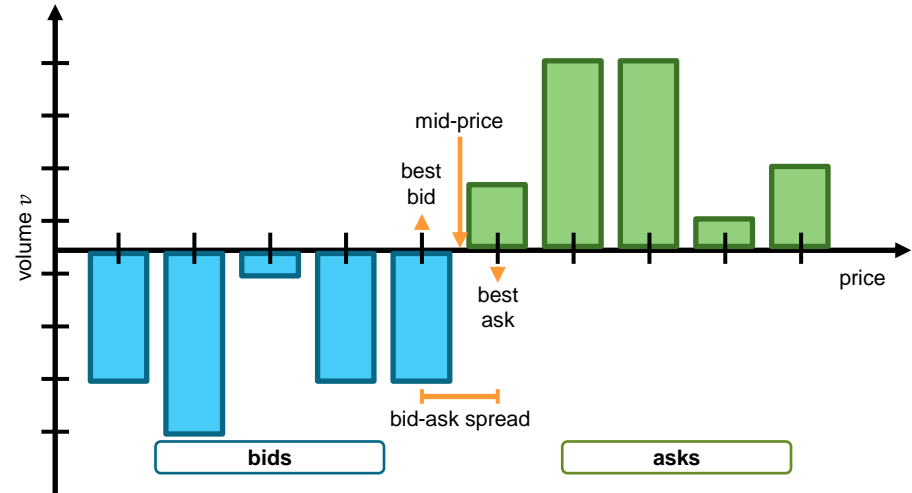 mid-price
best
bid
volume v
price
best
ask
bid-ask spread
bids
asks